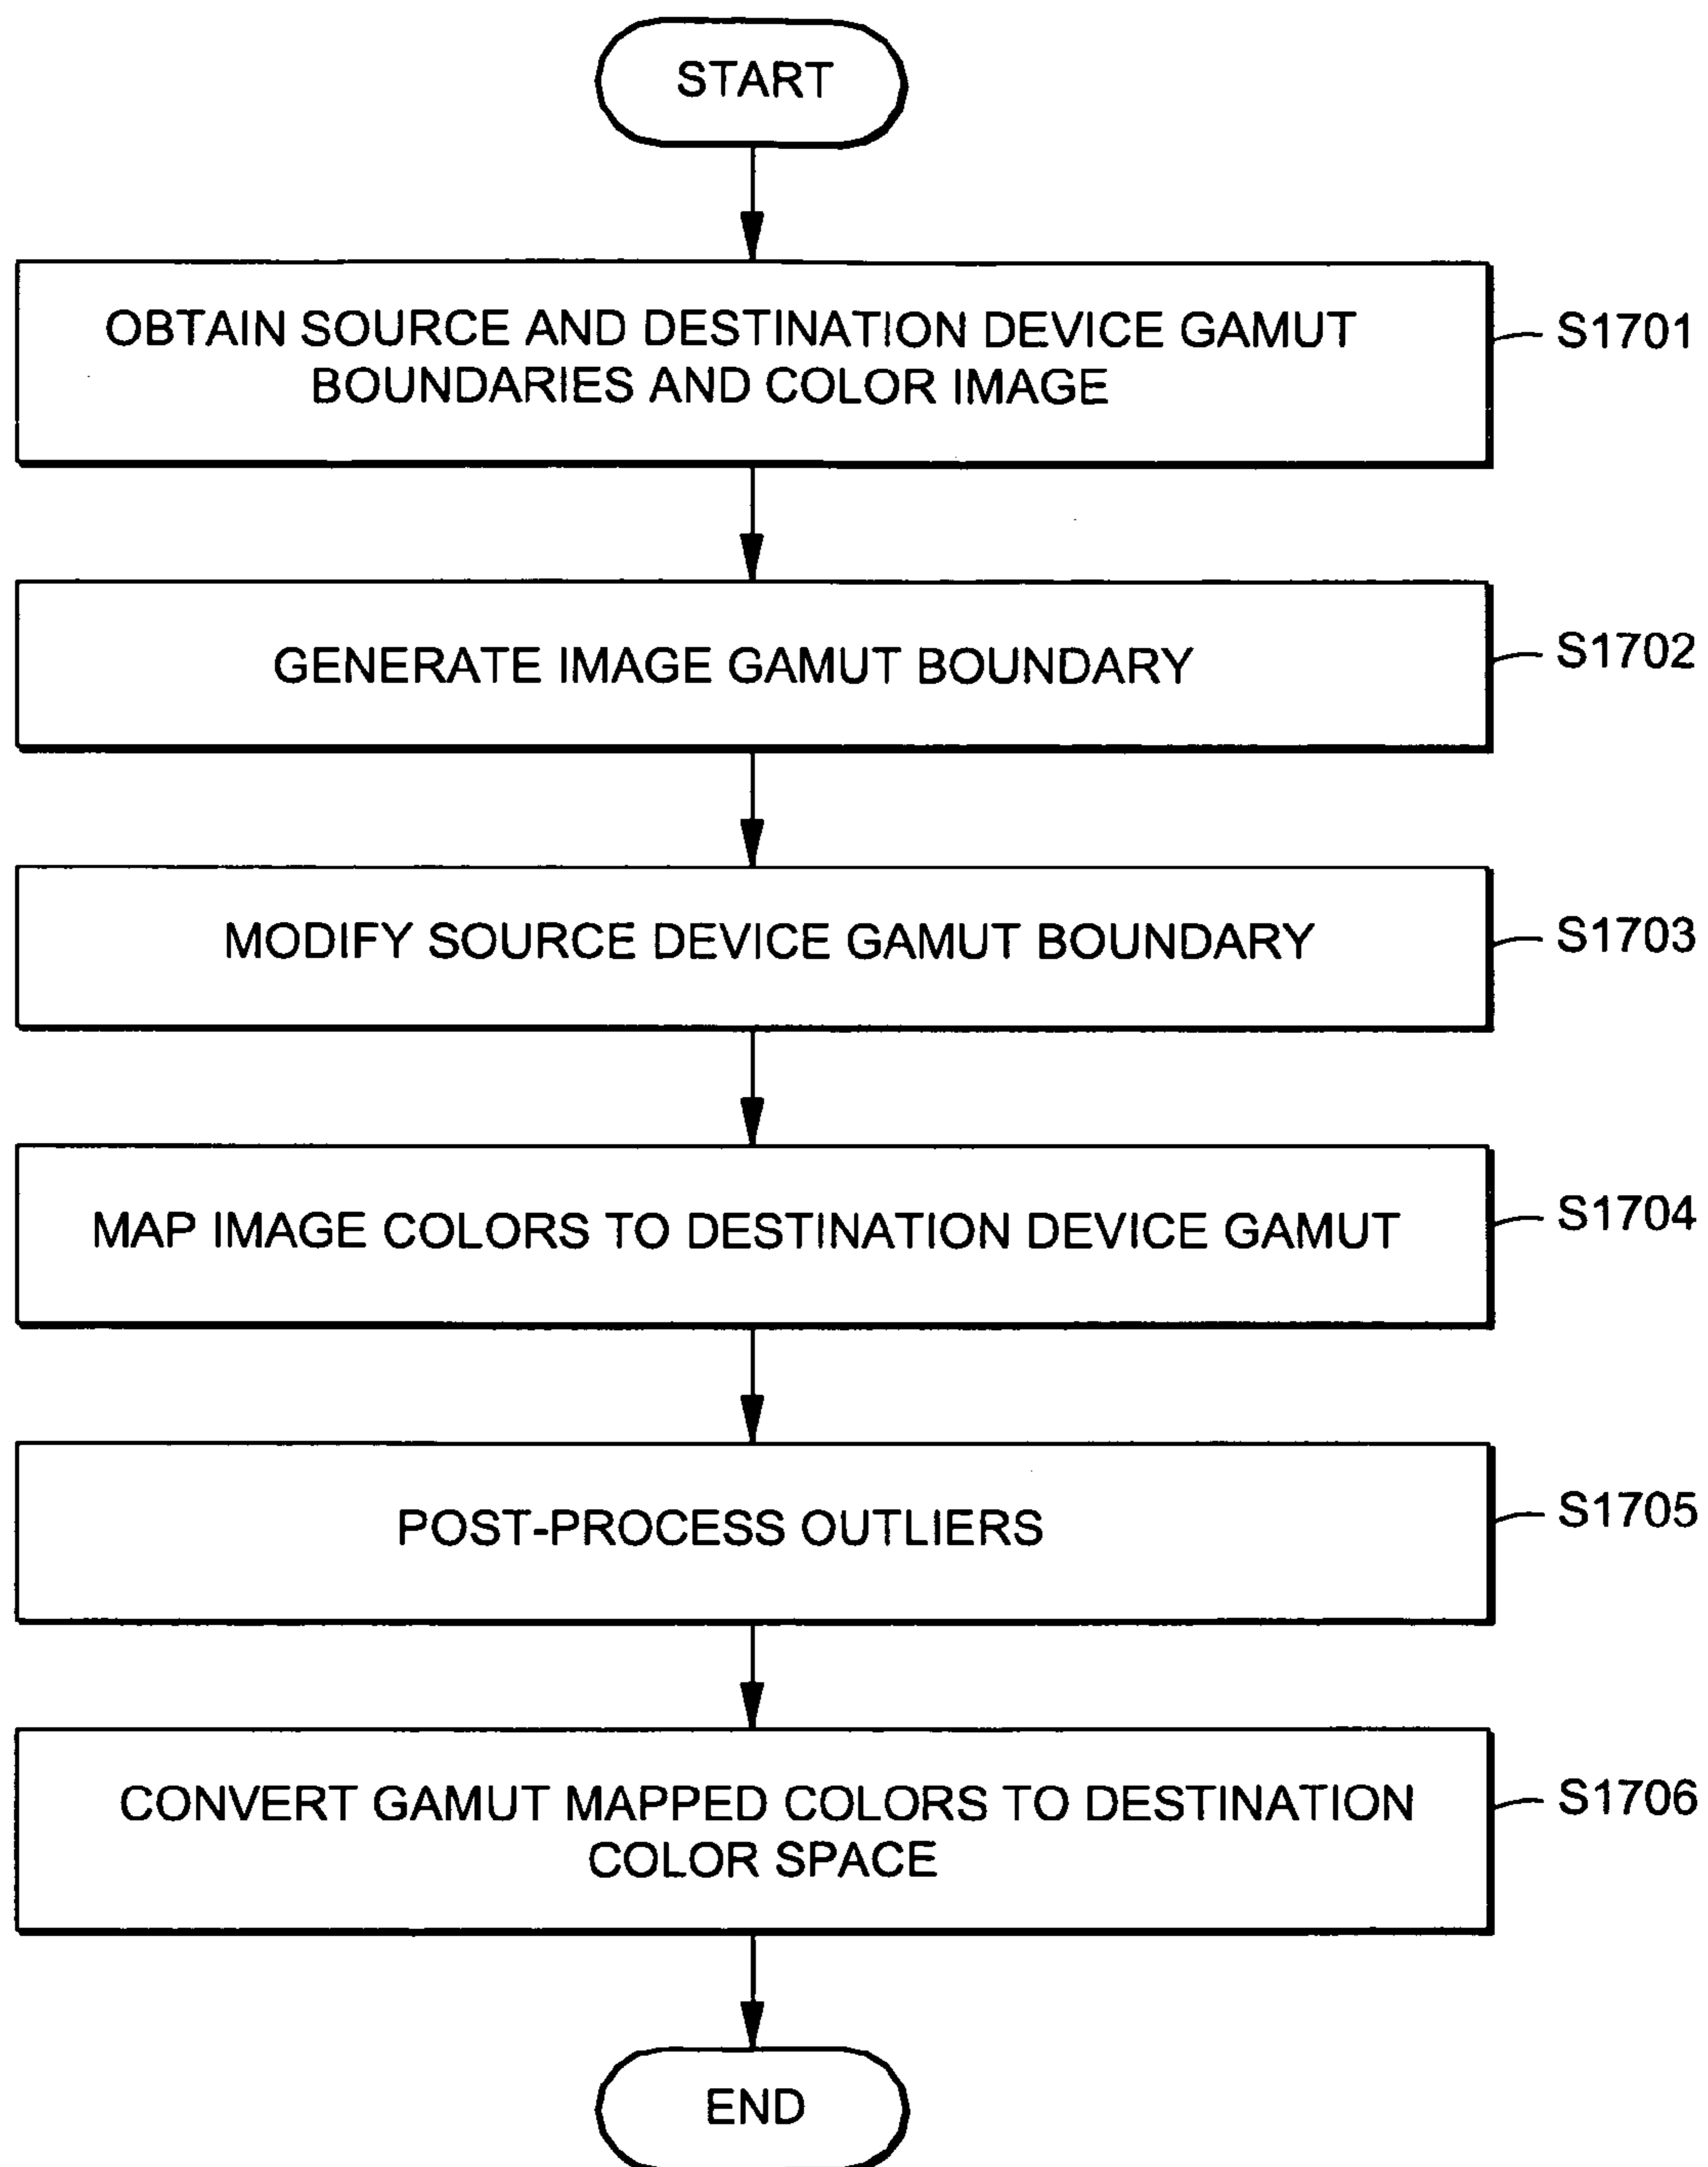 START
OBTAIN SOURCE AND DESTINATION DEVICE GAMUT
BOUNDARIES AND COLOR IMAGE
S1701
GENERATE IMAGE GAMUT BOUNDARY
S1702
MODIFY SOURCE DEVICE GAMUT BOUNDARY
S1703
MAP IMAGE COLORS TO DESTINATION DEVICE GAMUT
S1704
POST-PROCESS OUTLIERS
S1705
CONVERT GAMUT MAPPED COLORS TO DESTINATION
COLOR SPACE
S1706
END